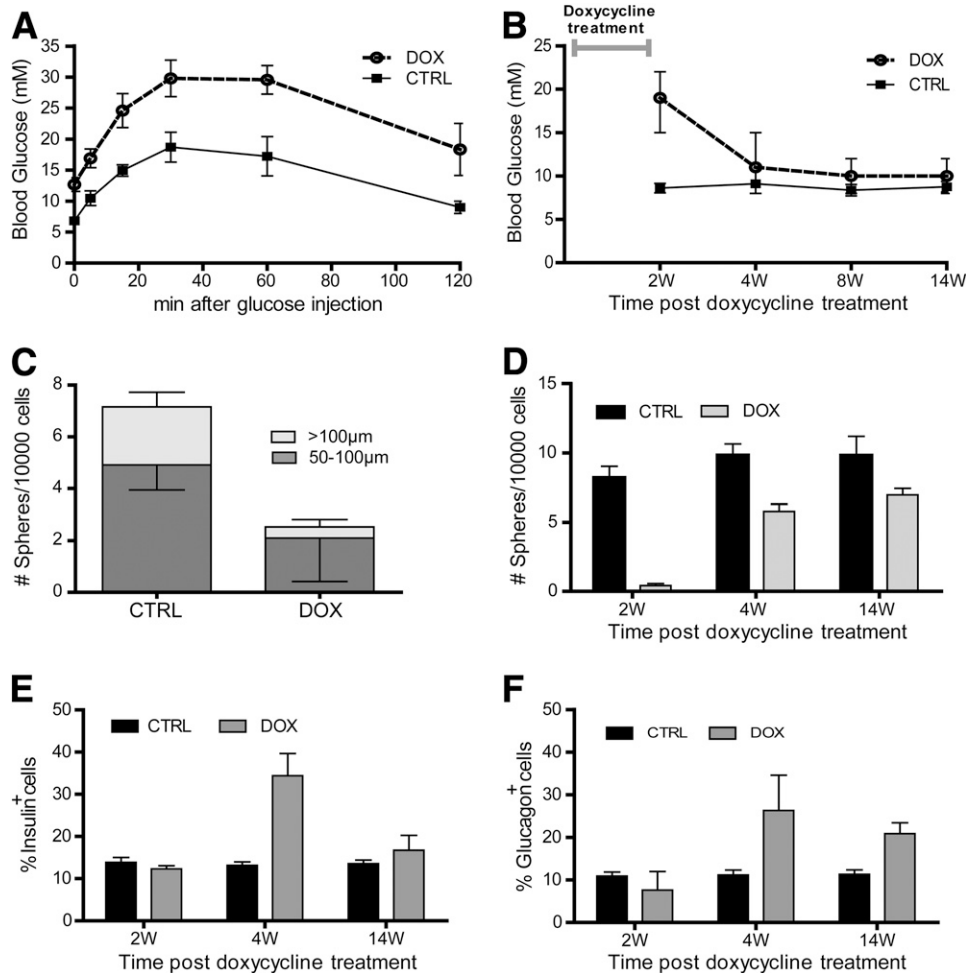 A
Blood Glucose (mM)
35
30
25
20
15
10
5
0
DOX
CTRL
0 20 40 60 80 100 120
min after glucose injection
Doxycycline
treatment
B
Blood Glucose (mM)
25
20
15
10
5
0
DOX
CTRL
2W 4W 8W 14W
Time post doxycycline treatment
C
# Spheres/10000 cells
8
6
4
2
0
>100µm
50-100µm
CTRL DOX
D
# Spheres/10000 cells
15
10
5
0
CTRL DOX
2W 4W 14W
Time post doxycycline treatment
E
% Insulin+ cells
50
40
30
20
10
0
CTRL DOX
2W 4W 14W
Time post doxycycline treatment
F
% Glucagon+ cells
50
40
30
20
10
0
CTRL DOX
2W 4W 14W
Time post doxycycline treatment